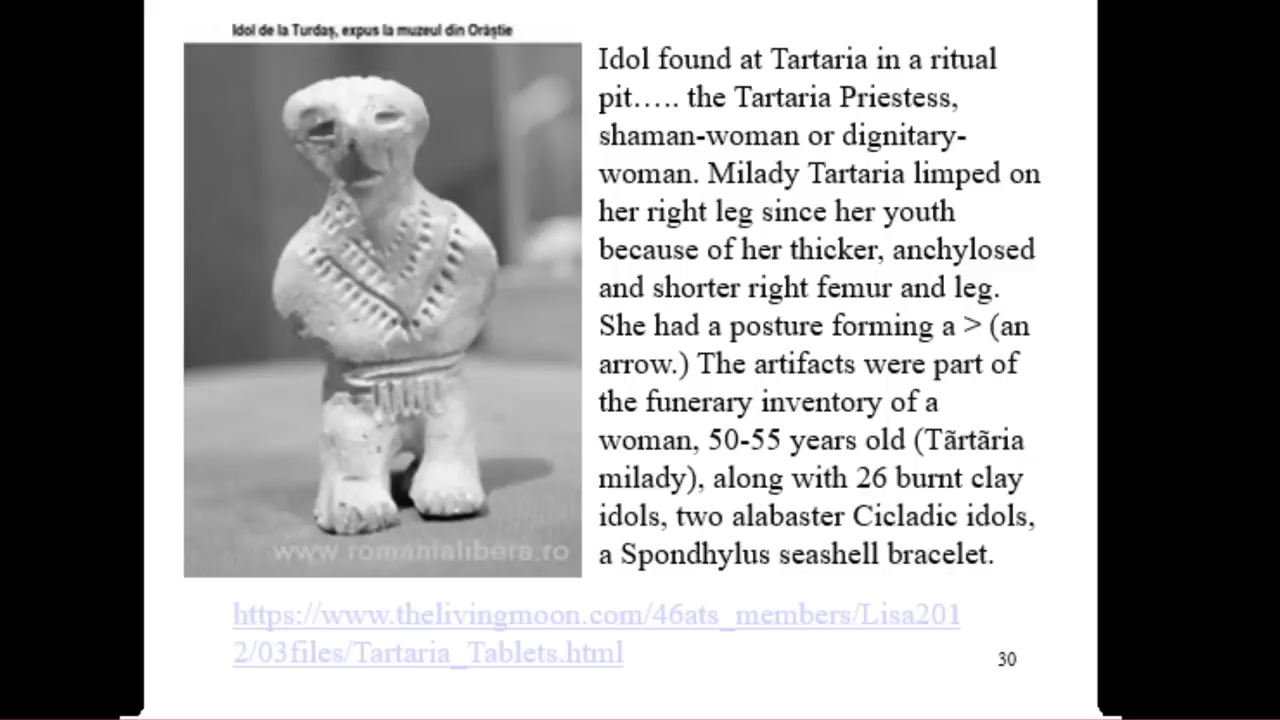 Idol de la Turdaș, expus la muzeul din Orăștie
Idol found at Tartaria in a ritual
pit….. the Tartaria Priestess,
shaman-woman or dignitary-
woman. Milady Tartaria limped on
her right leg since her youth
because of her thicker, anchylosed
and shorter right femur and leg.
She had a posture forming a > (an
arrow.) The artifacts were part of
the funerary inventory of a
woman, 50-55 years old (Tãrtãria
milady), along with 26 burnt clay
idols, two alabaster Cicladic idols,
a Spondhylus seashell bracelet.
www.romanialibera.ro
https://www.thelivingmoon.com/46ats_members/Lisa201
2/03files/Tartaria_Tablets.html
30